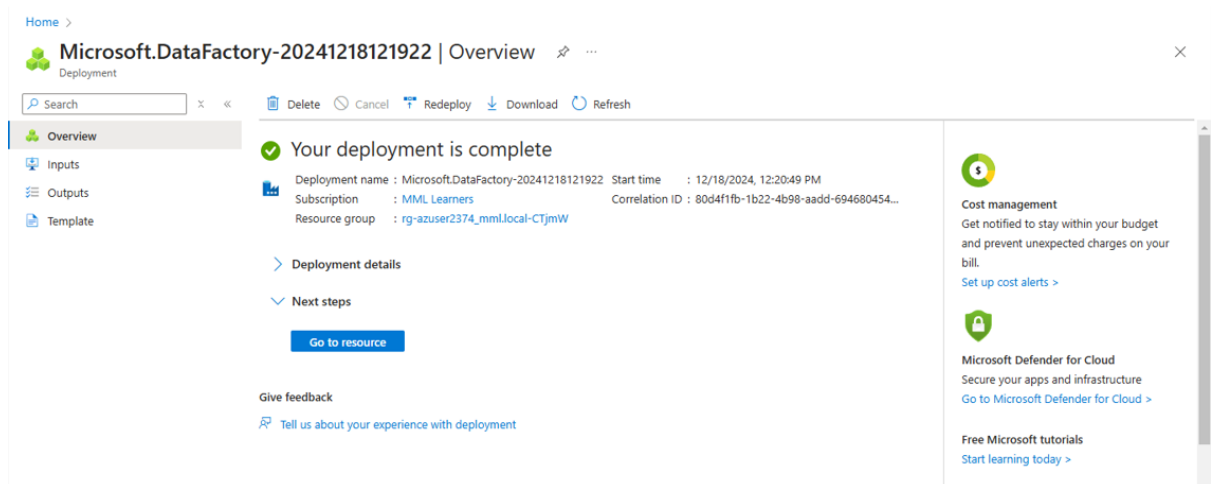 Home >
Microsoft.DataFactory-20241218121922 | Overview
Deployment
Search
Delete Cancel Redeploy Download Refresh
Overview
Inputs
Outputs
Template
Your deployment is complete
Deployment name : Microsoft.DataFactory-20241218121922 Start time : 12/18/2024, 12:20:49 PM
Subscription : MML Learners Correlation ID : 80d4f1fb-1b22-4b98-aadd-694680454...
Resource group : rg-azuser2374_mml.local-CTjmW
Deployment details
Next steps
Go to resource
Give feedback
Tell us about your experience with deployment
Cost management
Get notified to stay within your budget
and prevent unexpected charges on your
bill.
Set up cost alerts >
Microsoft Defender for Cloud
Secure your apps and infrastructure
Go to Microsoft Defender for Cloud >
Free Microsoft tutorials
Start learning today >